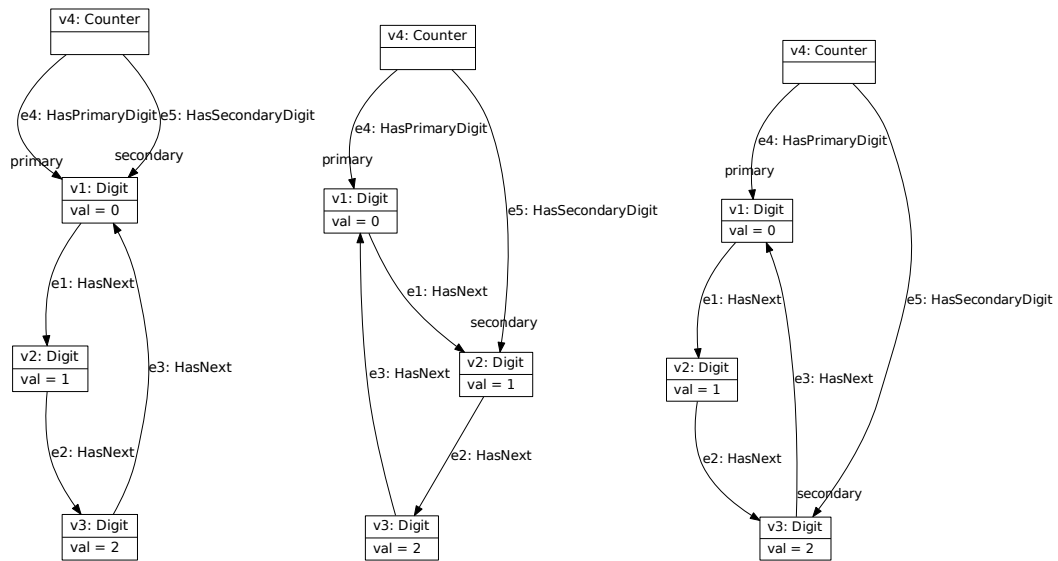 v4: Counter
e4: HasPrimaryDigit
e5: HasSecondaryDigit
primary
secondary
v1: Digit
val = 0
e1: HasNext
v2: Digit
val = 1
e3: HasNext
e2: HasNext
v3: Digit
val = 2
v4: Counter
e4: HasPrimaryDigit
primary
v1: Digit
val = 0
e5: HasSecondaryDigit
e1: HasNext
secondary
v2: Digit
val = 1
e3: HasNext
e2: HasNext
v3: Digit
val = 2
v4: Counter
e4: HasPrimaryDigit
primary
v1: Digit
val = 0
e1: HasNext
e5: HasSecondaryDigit
v2: Digit
val = 1
e3: HasNext
e2: HasNext
secondary
v3: Digit
val = 2